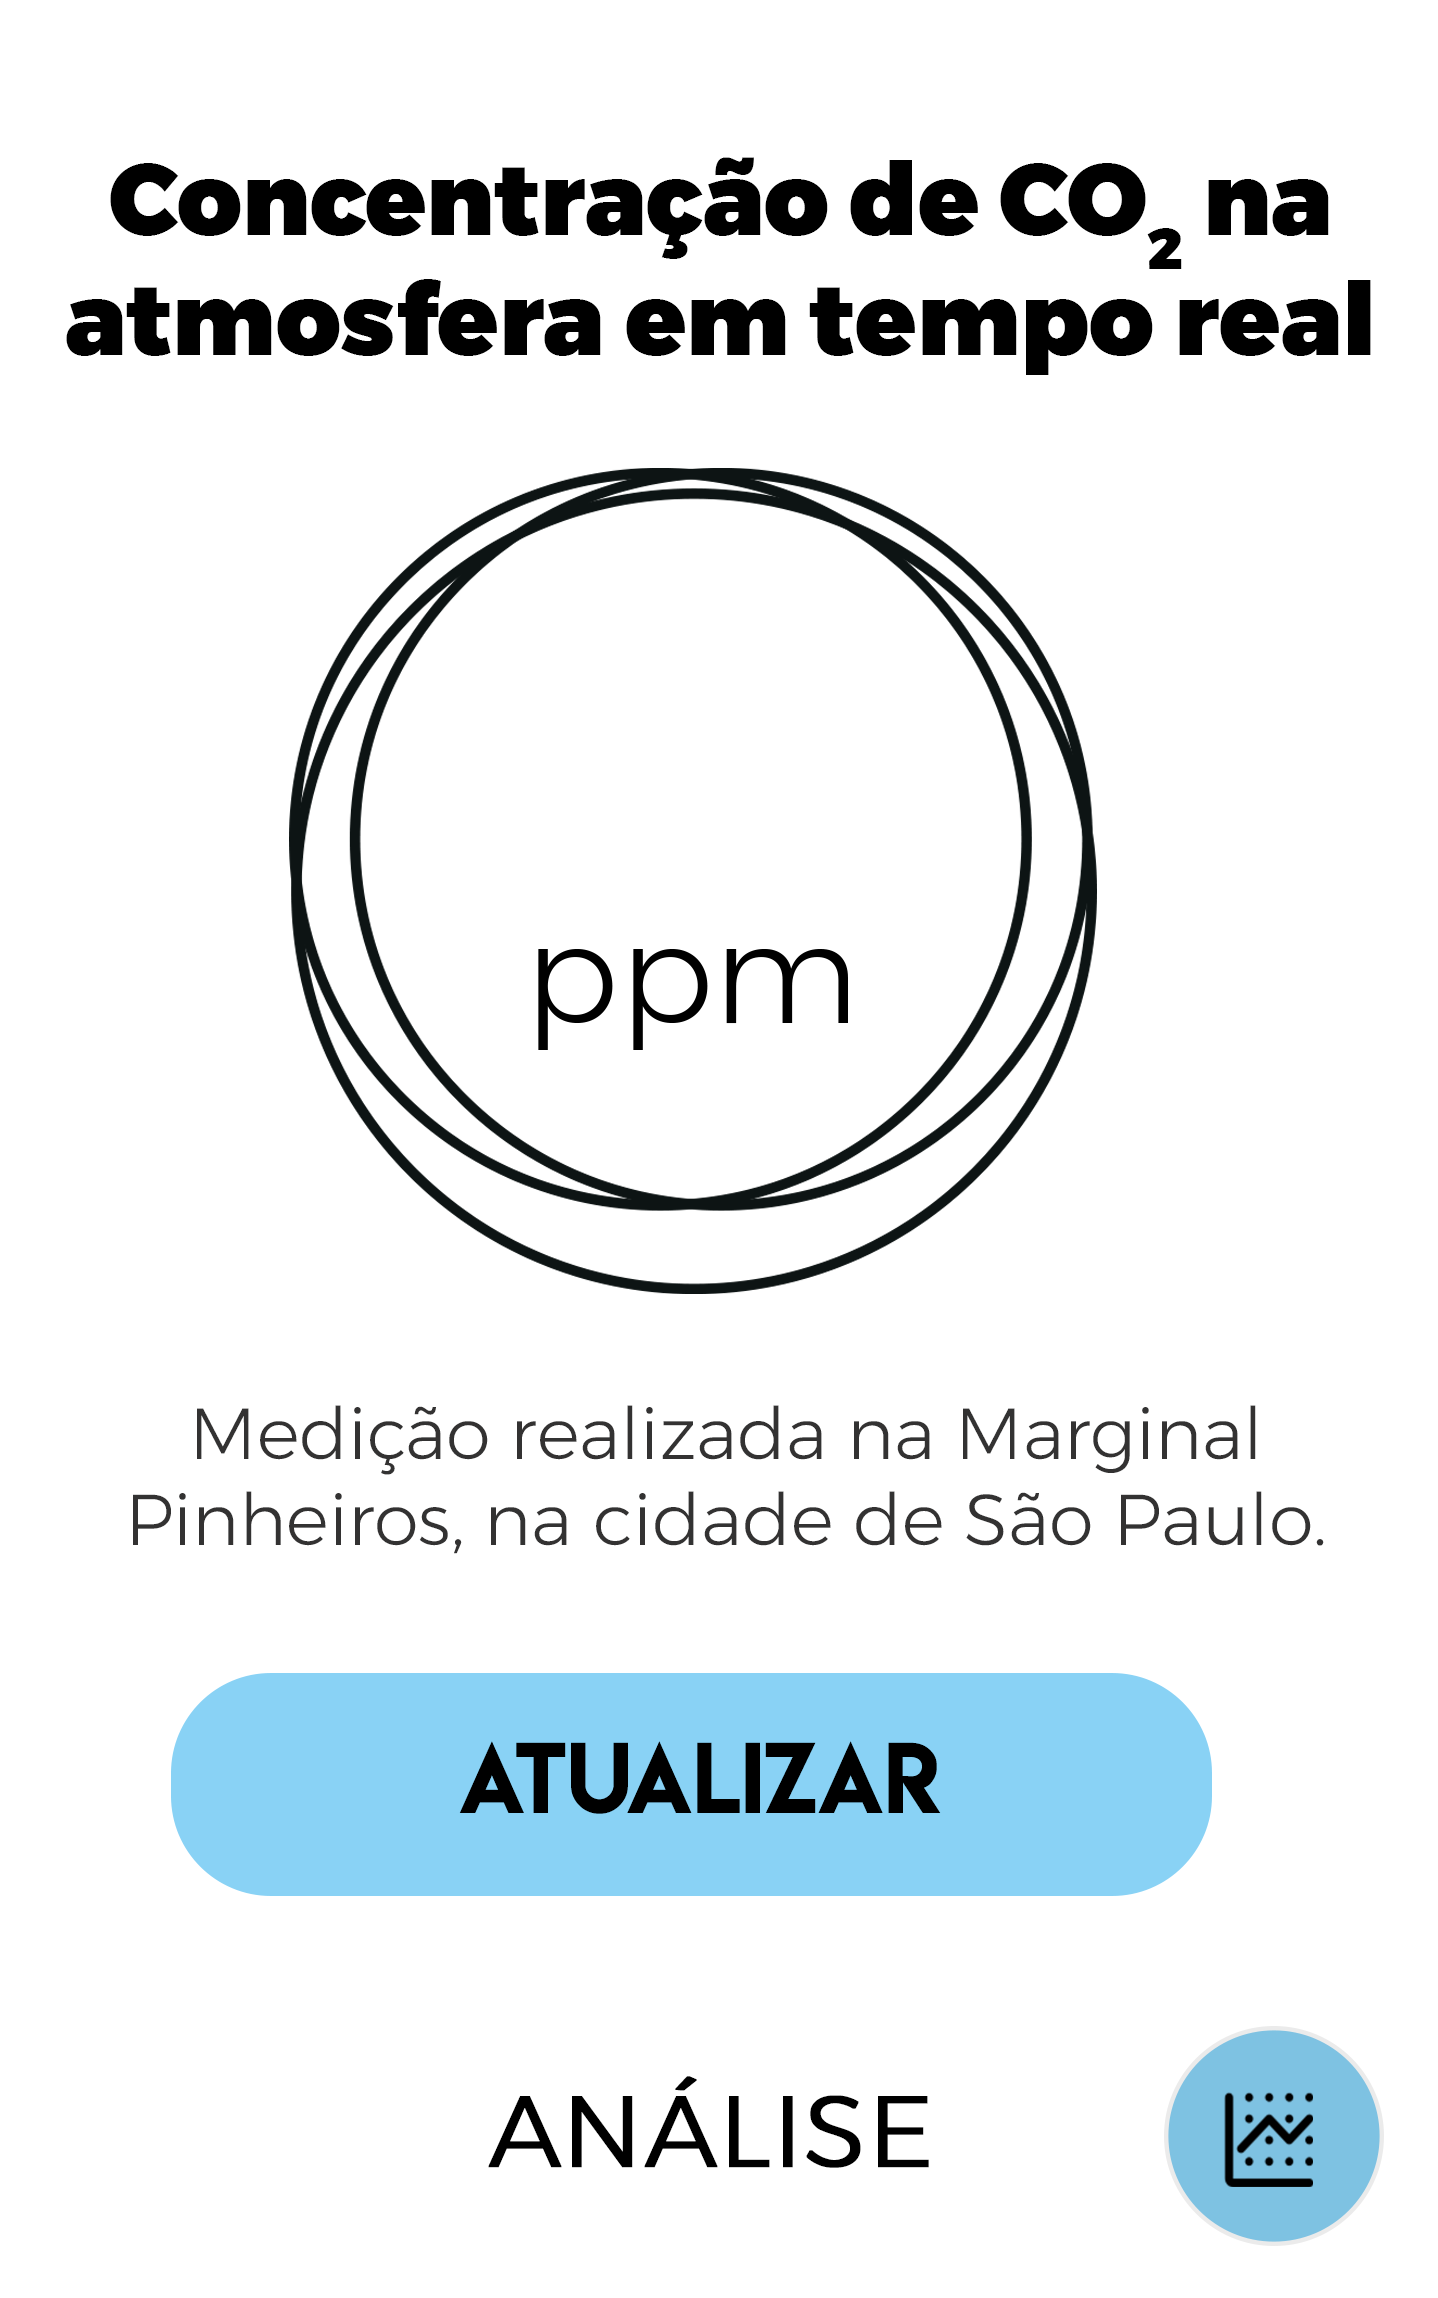 Concentração de CO₂ na
atmosfera em tempo real
ppm
Medição realizada na Marginal
Pinheiros, na cidade de São Paulo.
ATUALIZAR
ANÁLISE